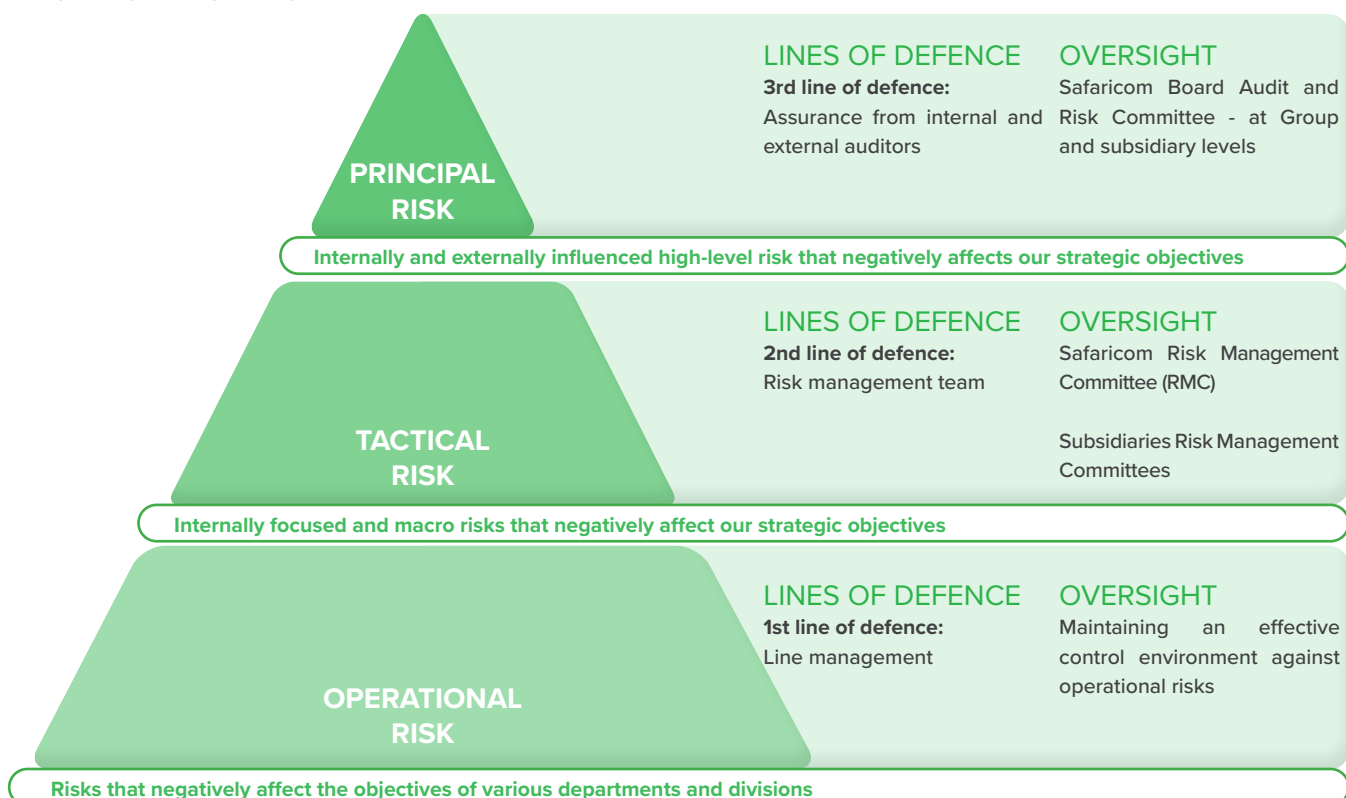 PRINCIPAL
RISK
LINES OF DEFENCE
3rd line of defence:
Assurance from internal and
external auditors
OVERSIGHT
Safaricom Board Audit and
Risk Committee - at Group
and subsidiary levels
Internally and externally influenced high-level risk that negatively affects our strategic objectives
TACTICAL
RISK
LINES OF DEFENCE
2nd line of defence:
Risk management team
OVERSIGHT
Safaricom Risk Management
Committee (RMC)
Subsidiaries Risk Management
Committees
Internally focused and macro risks that negatively affect our strategic objectives
OPERATIONAL
RISK
LINES OF DEFENCE
1st line of defence:
Line management
OVERSIGHT
Maintaining an effective
control environment against
operational risks
Risks that negatively affect the objectives of various departments and divisions